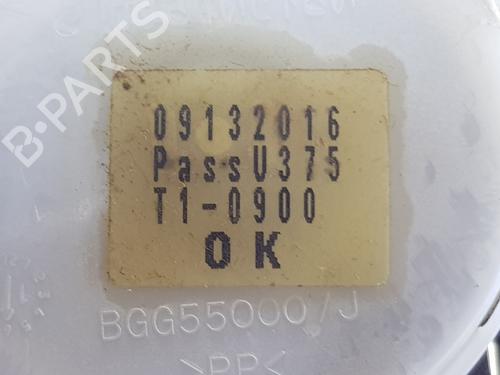 09132016
PassU375
T1-0900
OK
BGG55000/J
>PP<
B-PARTS